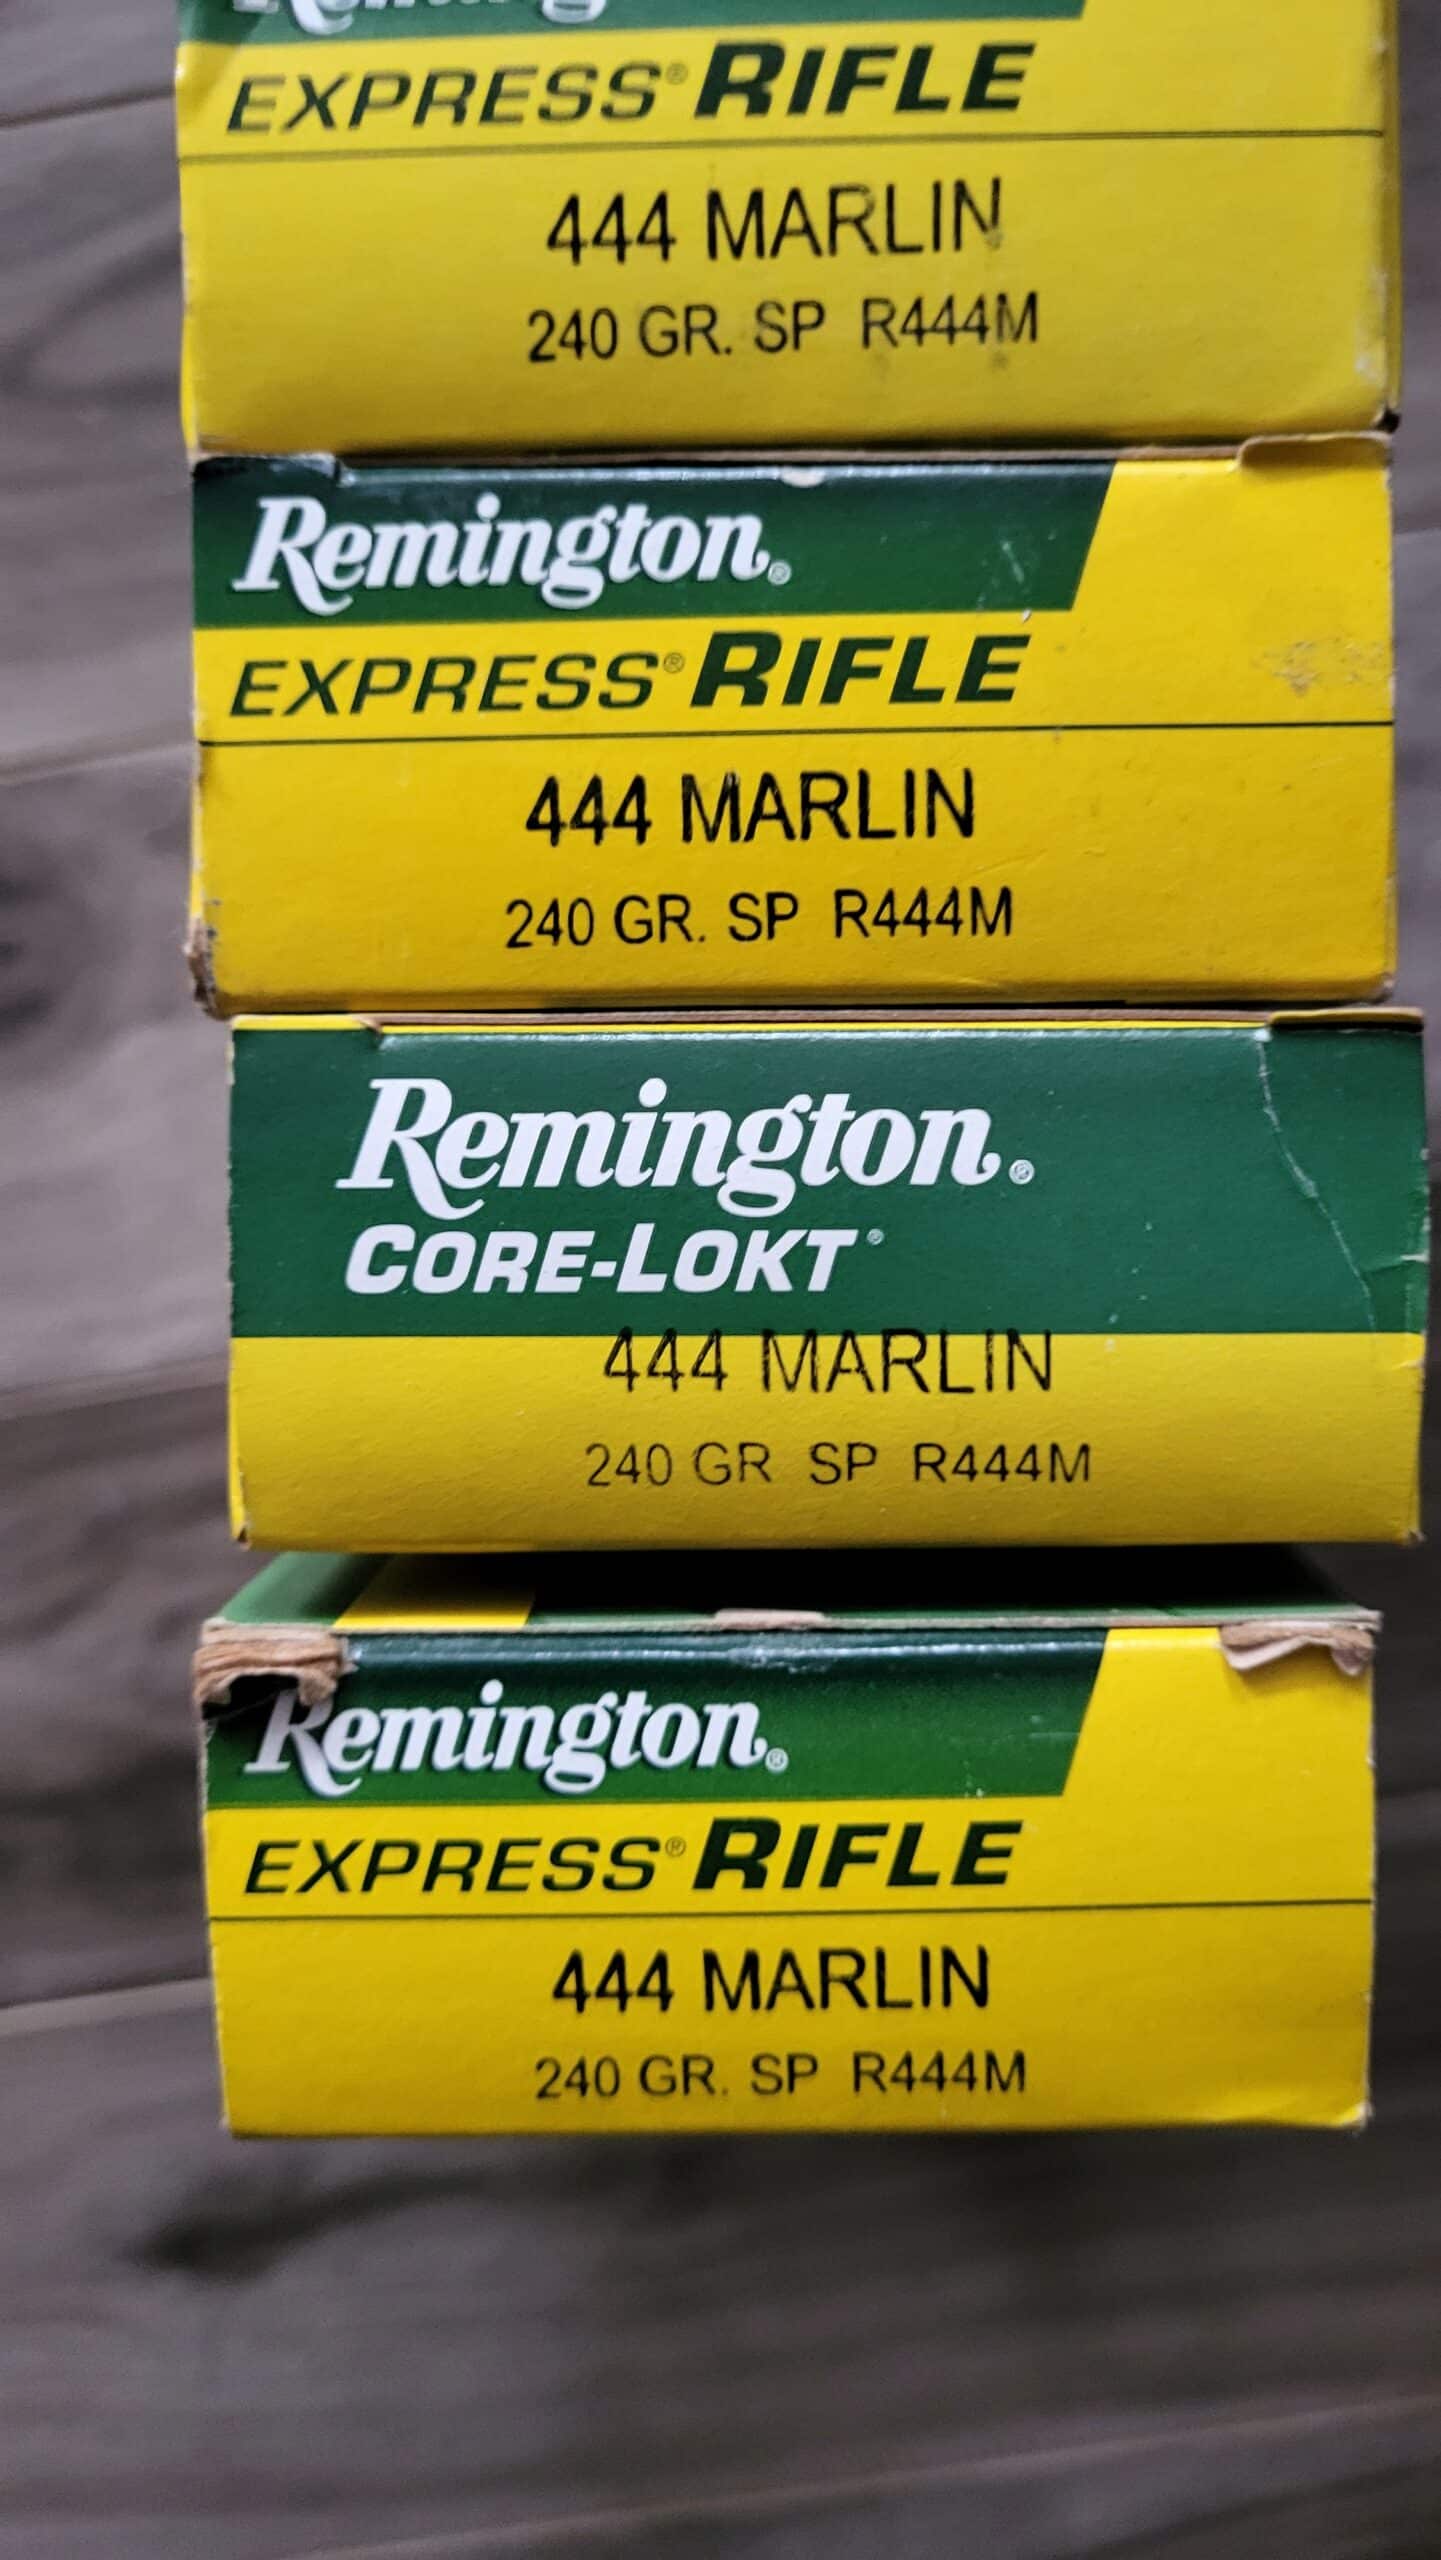 Remington
EXPRESS® RIFLE
444 MARLIN
240 GR. SP R444M
Remington®
EXPRESS® RIFLE
444 MARLIN
240 GR. SP R444M
Remington®
CORE-LOKT®
444 MARLIN
240 GR SP R444M
Remington®
EXPRESS® RIFLE
444 MARLIN
240 GR. SP R444M